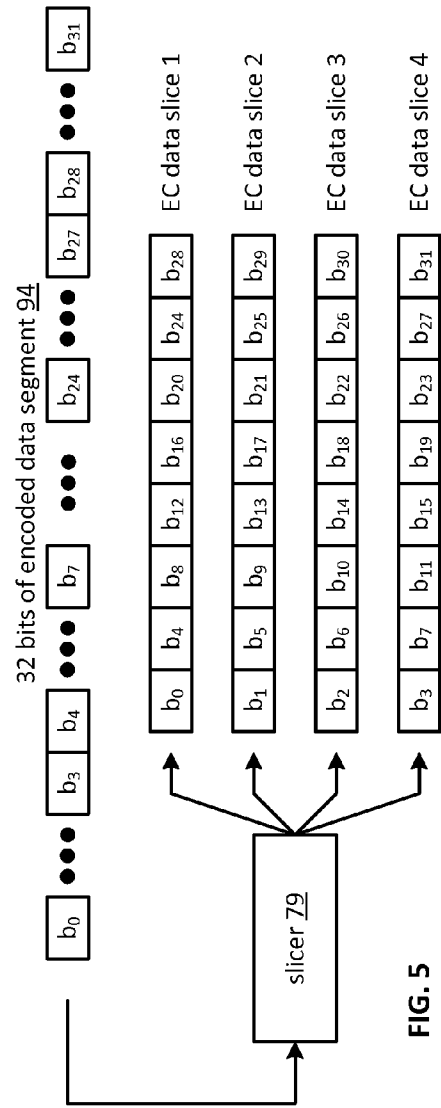 32 bits of encoded data segment 94
b0 b3 b4 b7 b24 b27 b28 b31
slicer 79
b0 b4 b8 b12 b16 b20 b24 b28 EC data slice 1
b1 b5 b9 b13 b17 b21 b25 b29 EC data slice 2
b2 b6 b10 b14 b18 b22 b26 b30 EC data slice 3
b3 b7 b11 b15 b19 b23 b27 b31 EC data slice 4
FIG. 5